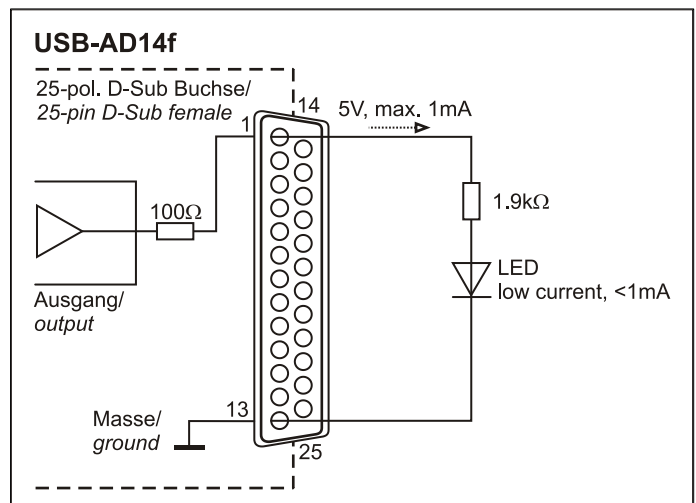 USB-AD14f
25-pol. D-Sub Buchse/
25-pin D-Sub female
14
1
5V, max. 1mA
100Ω
1.9kΩ
LED
low current, <1mA
Ausgang/
output
13
Masse/
ground
25